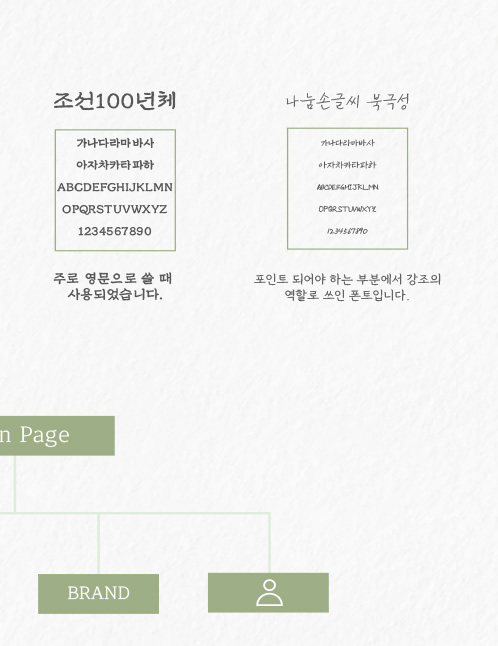 조선100년체
가나다라마바사
아자차카타파하
ABCDEFGHIJKLMN
OPQRSTUVWXYZ
1234567890
주로 영문으로 쓸 때
사용되었습니다.
나눔손글씨 북극성
가나다라마바사
아자차카타파하
ABCDEFGHIJKLMN
OPQRSTUVWXYZ
1234567890
포인트 되어야 하는 부분에서 강조의
역할로 쓰인 폰트입니다.
n Page
BRAND